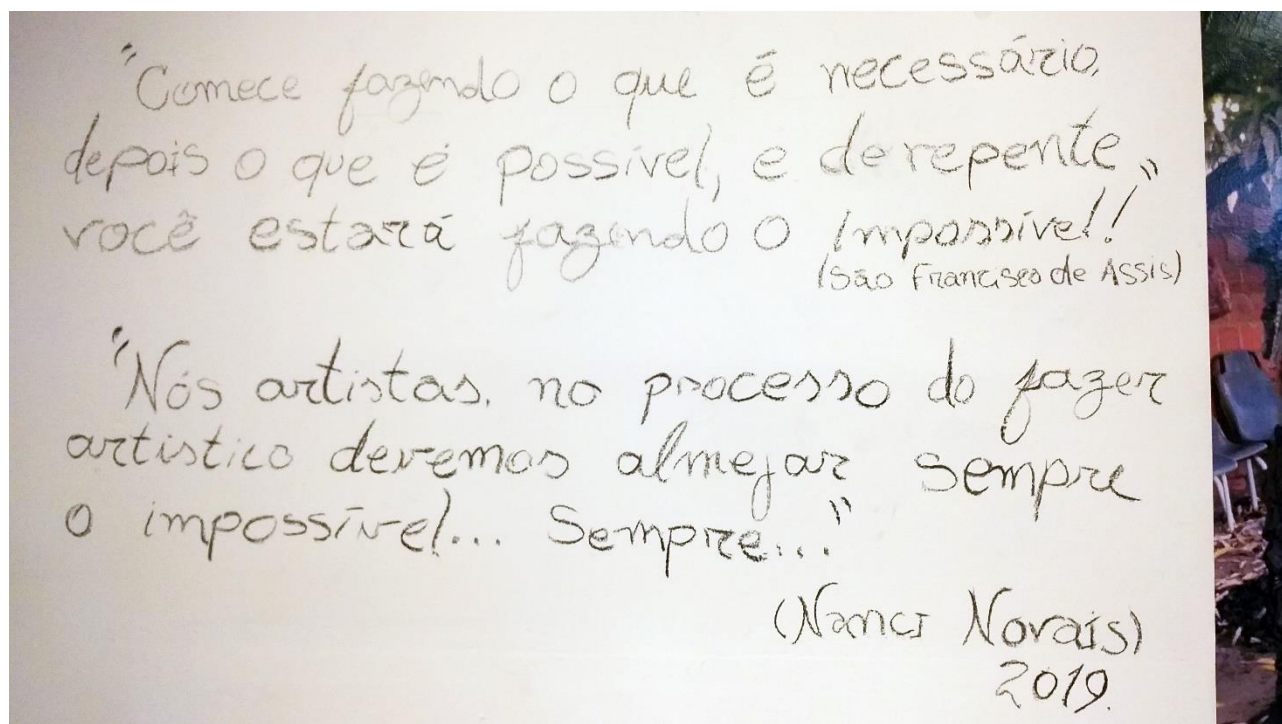 "Comece fazendo o que é necessário,
depois o que é possível, e derepente
você estará fazendo o Impossível!"
(São Francisco de Assis)
"Nós artistas, no processo do fazer
artistico devemos almejar sempre
o impossível... Sempre..."
(Nanci Novais)
2019.